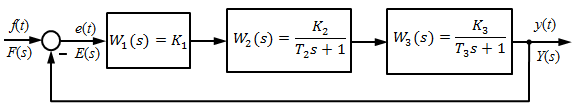 f(t)
F(s)
e(t)
− E(s)
W₁(s) = K₁
W₂(s) = K₂ / (T₂s + 1)
W₃(s) = K₃ / (T₃s + 1)
y(t)
Y(s)